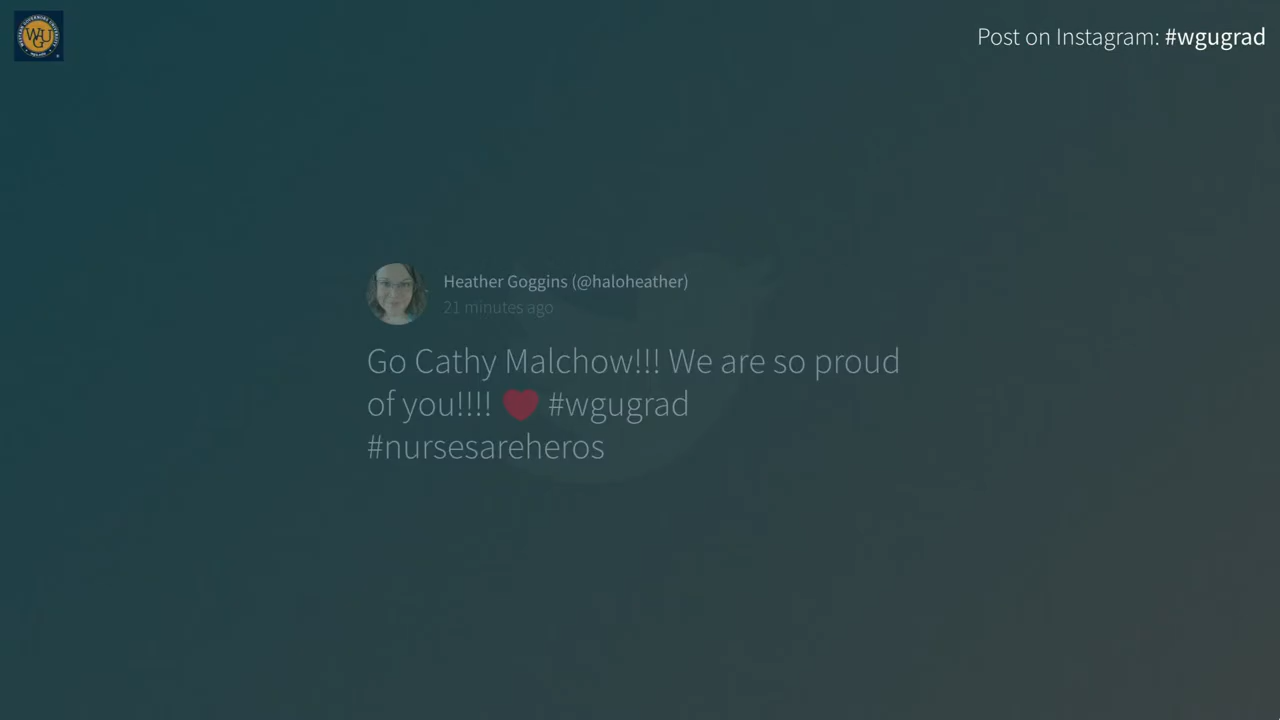 WGU
Post on Instagram: #wgugrad
Heather Goggins (@haloheather)
21 minutes ago
Go Cathy Malchow!!! We are so proud
of you!!!! ❤️ #wgugrad
#nursesareheros